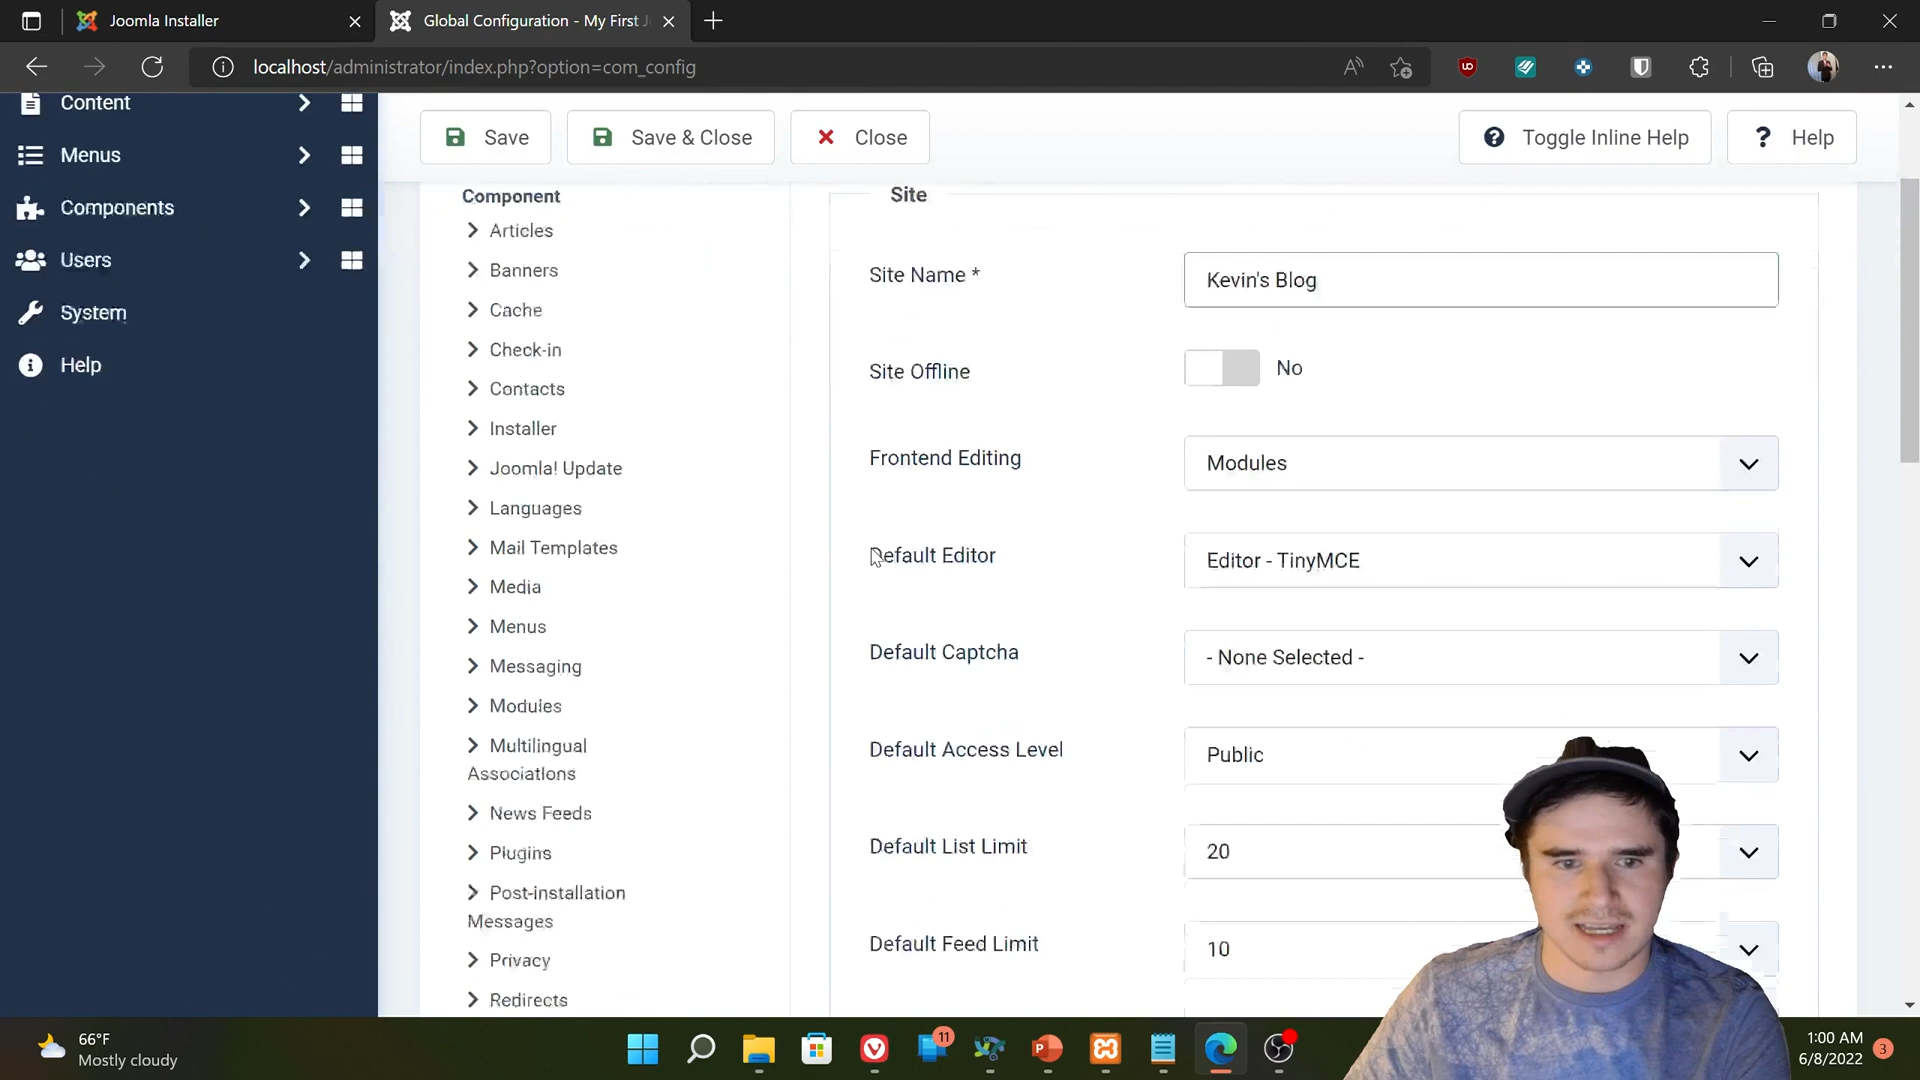 Joomla Installer
Global Configuration - My First J
localhost/administrator/index.php?option=com_config
Content
Menus
Components
Users
System
Help
Save
Save & Close
Close
Toggle Inline Help
Help
Component
Articles
Banners
Cache
Check-in
Contacts
Installer
Joomla! Update
Languages
Mail Templates
Media
Menus
Messaging
Modules
Multilingual
Associations
News Feeds
Plugins
Post-installation
Messages
Privacy
Redirects
Site
Site Name *
Kevin's Blog
Site Offline
No
Frontend Editing
Modules
Default Editor
Editor - TinyMCE
Default Captcha
- None Selected -
Default Access Level
Public
Default List Limit
20
Default Feed Limit
10
66°F
Mostly cloudy
11
1:00 AM
6/8/2022
3